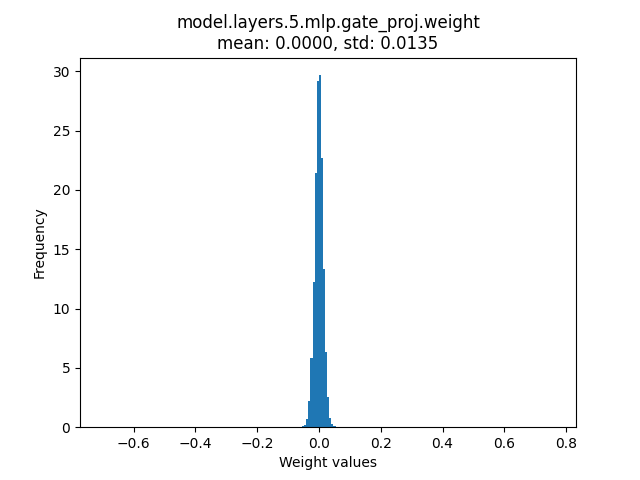 model.layers.5.mlp.gate_proj.weight
mean: 0.0000, std: 0.0135
30
25
20
15
10
5
0
Frequency
−0.6 −0.4 −0.2 0.0 0.2 0.4 0.6 0.8
Weight values